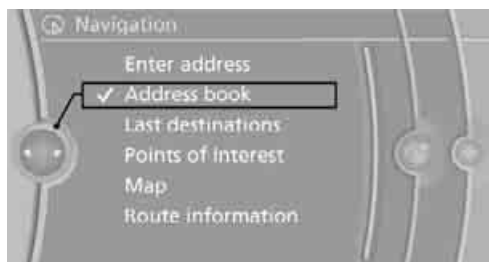 Navigation
Enter address
✓ Address book
Last destinations
Points of Interest
Map
Route information